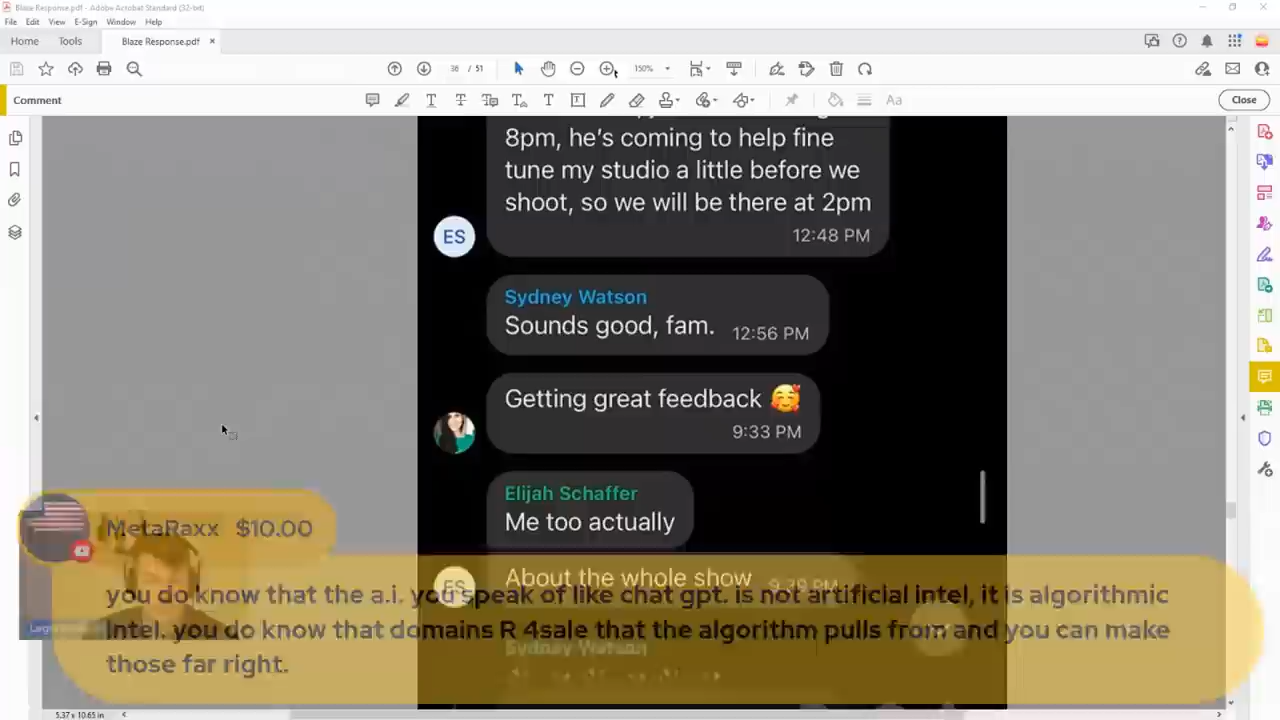 Blaze Response.pdf - Adobe Acrobat Standard (32-bit)
File Edit View E-Sign Window Help
Home Tools Blaze Response.pdf ×
36 / 51 150%
Comment Close
8pm, he's coming to help fine
tune my studio a little before we
shoot, so we will be there at 2pm
ES 12:48 PM
Sydney Watson
Sounds good, fam. 12:56 PM
Getting great feedback 🥰
9:33 PM
Elijah Schaffer
Me too actually
ES About the whole show 9:39 PM
Sydney Watson
MetaRaxx $10.00
you do know that the a.i. you speak of like chat gpt. is not artificial intel, it is algorithmic
intel. you do know that domains R 4sale that the algorithm pulls from and you can make
those far right.
5.37 x 10.65 in